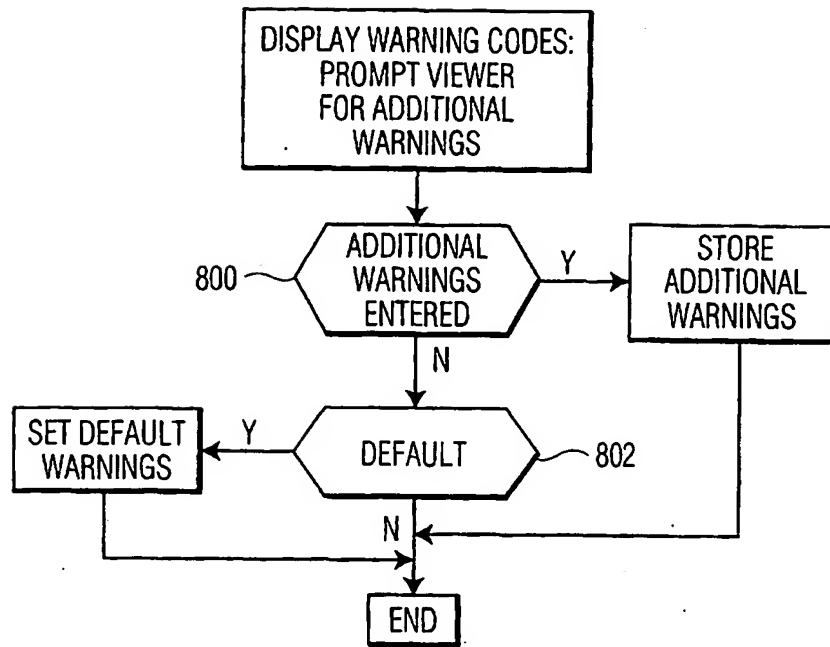 DISPLAY WARNING CODES:
PROMPT VIEWER
FOR ADDITIONAL
WARNINGS
800
ADDITIONAL
WARNINGS
ENTERED
Y
STORE
ADDITIONAL
WARNINGS
N
SET DEFAULT
WARNINGS
Y
DEFAULT
802
N
END